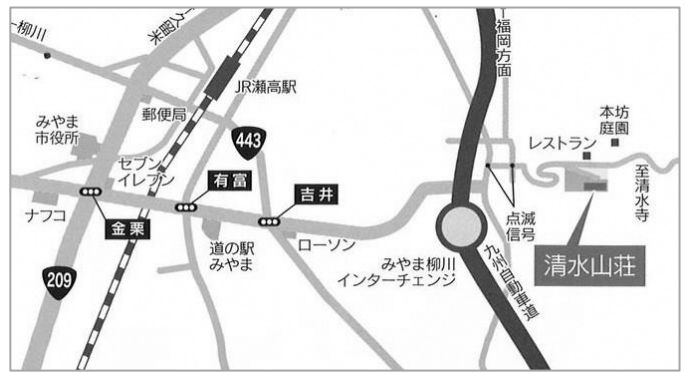 柳川
久留米
福岡方面
JR瀬高駅
郵便局
みやま
市役所
443
本坊
庭園
レストラン
セブン
イレブン
有富
吉井
至清水寺
ナフコ
金栗
道の駅
みやま
ローソン
点滅
信号
みやま柳川
インターチェンジ
九州自動車道
清水山荘
209